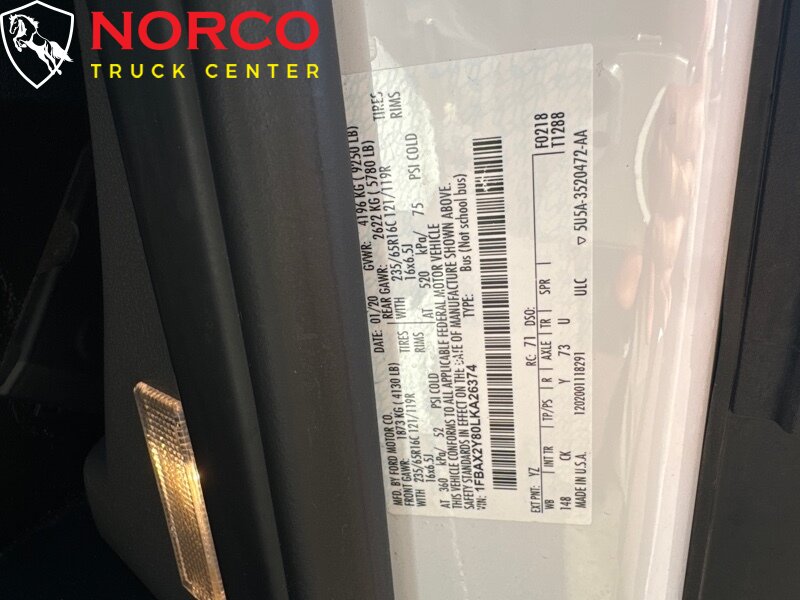 NORCO
TRUCK CENTER
MFD. BY FORD MOTOR CO.
DATE: 01/20 GVWR: 4196 KG ( 9250 LB)
FRONT GAWR: 1873 KG ( 4130 LB) REAR GAWR: 2622 KG ( 5780 LB)
WITH 235/65R16C 121/119R TIRES WITH 235/65R16C 121/119R TIRES
16x6.5J RIMS 16x6.5J RIMS
AT 360 kPa/ 52 PSI COLD AT 520 kPa/ 75 PSI COLD
THIS VEHICLE CONFORMS TO ALL APPLICABLE FEDERAL MOTOR VEHICLE
SAFETY STANDARDS IN EFFECT ON THE DATE OF MANUFACTURE SHOWN ABOVE.
VIN: 1FBAX2Y80LKA26374 TYPE: Bus (Not school bus)
EXT PNT: YZ RC: 71 DSO: F0218
WB INT TR TP/PS R AXLE TR SPR T1288
148 CK Y 73 U ULC ▽ 5U5A-3520472-AA
MADE IN U.S.A. 1202001118291